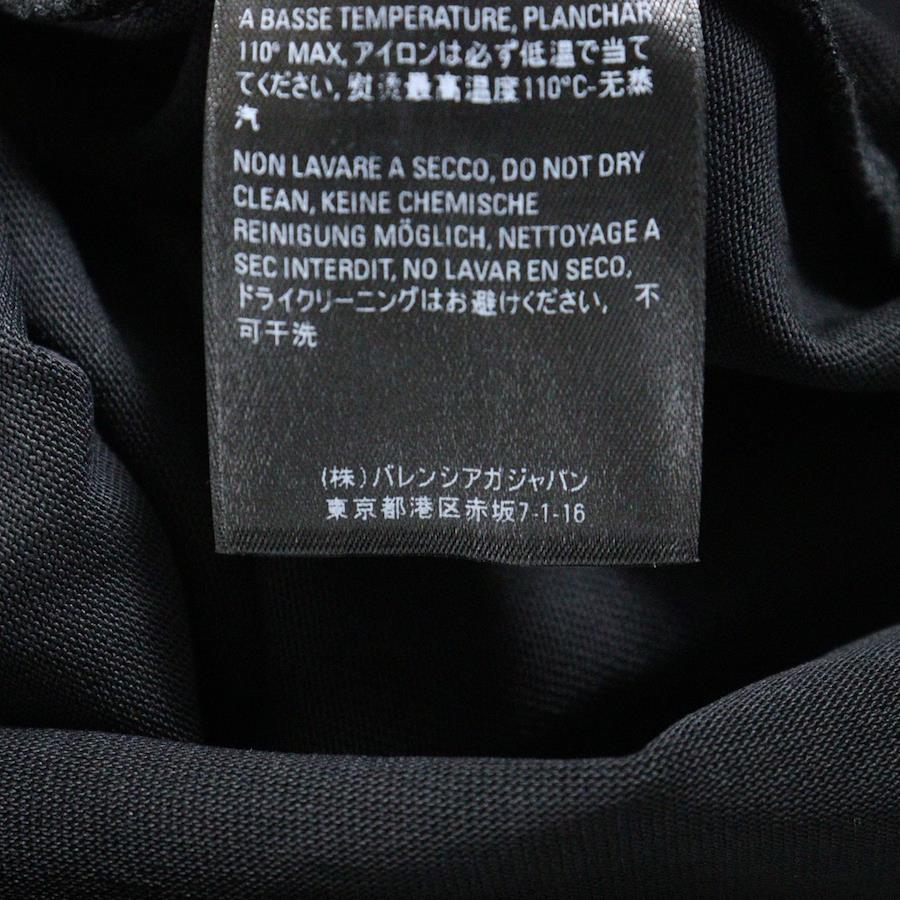 A BASSE TEMPERATURE, PLANCHAR
110° MAX, アイロンは必ず低温で当て
てください, 熨烫最高温度110°C-无蒸
汽
NON LAVARE A SECCO, DO NOT DRY
CLEAN, KEINE CHEMISCHE
REINIGUNG MÖGLICH, NETTOYAGE A
SEC INTERDIT, NO LAVAR EN SECO,
ドライクリーニングはお避けください, 不
可干洗
(株)バレンシアガジャパン
東京都港区赤坂7-1-16